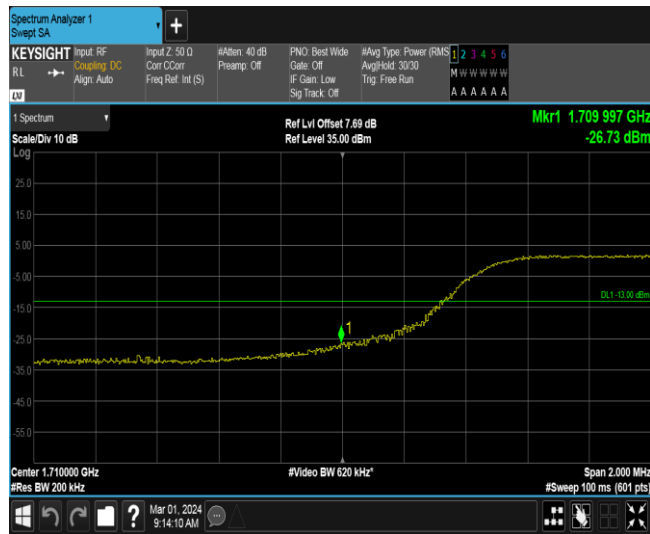 Spectrum Analyzer 1
Swept SA
+
KEYSIGHT
RL
LXI
Input: RF
Coupling: DC
Align: Auto
Input Z: 50 Ω
Corr CCorr
Freq Ref: Int (S)
#Atten: 40 dB
Preamp: Off
PNO: Best Wide
Gate: Off
IF Gain: Low
Sig Track: Off
#Avg Type: Power (RMS
Avg|Hold: 30/30
Trig: Free Run
1 2 3 4 5 6
M W W W W W
A A A A A A
1 Spectrum
Scale/Div 10 dB
Ref Lvl Offset 7.69 dB
Ref Level 35.00 dBm
Mkr1 1.709 997 GHz
-26.73 dBm
Log
25.0
15.0
5.00
-5.00
-15.0
-25.0
-35.0
-45.0
-55.0
DL1 -13.00 dBm
1
Center 1.710000 GHz
#Res BW 200 kHz
#Video BW 620 kHz*
Span 2.000 MHz
#Sweep 100 ms (601 pts)
?
Mar 01, 2024
9:14:10 AM